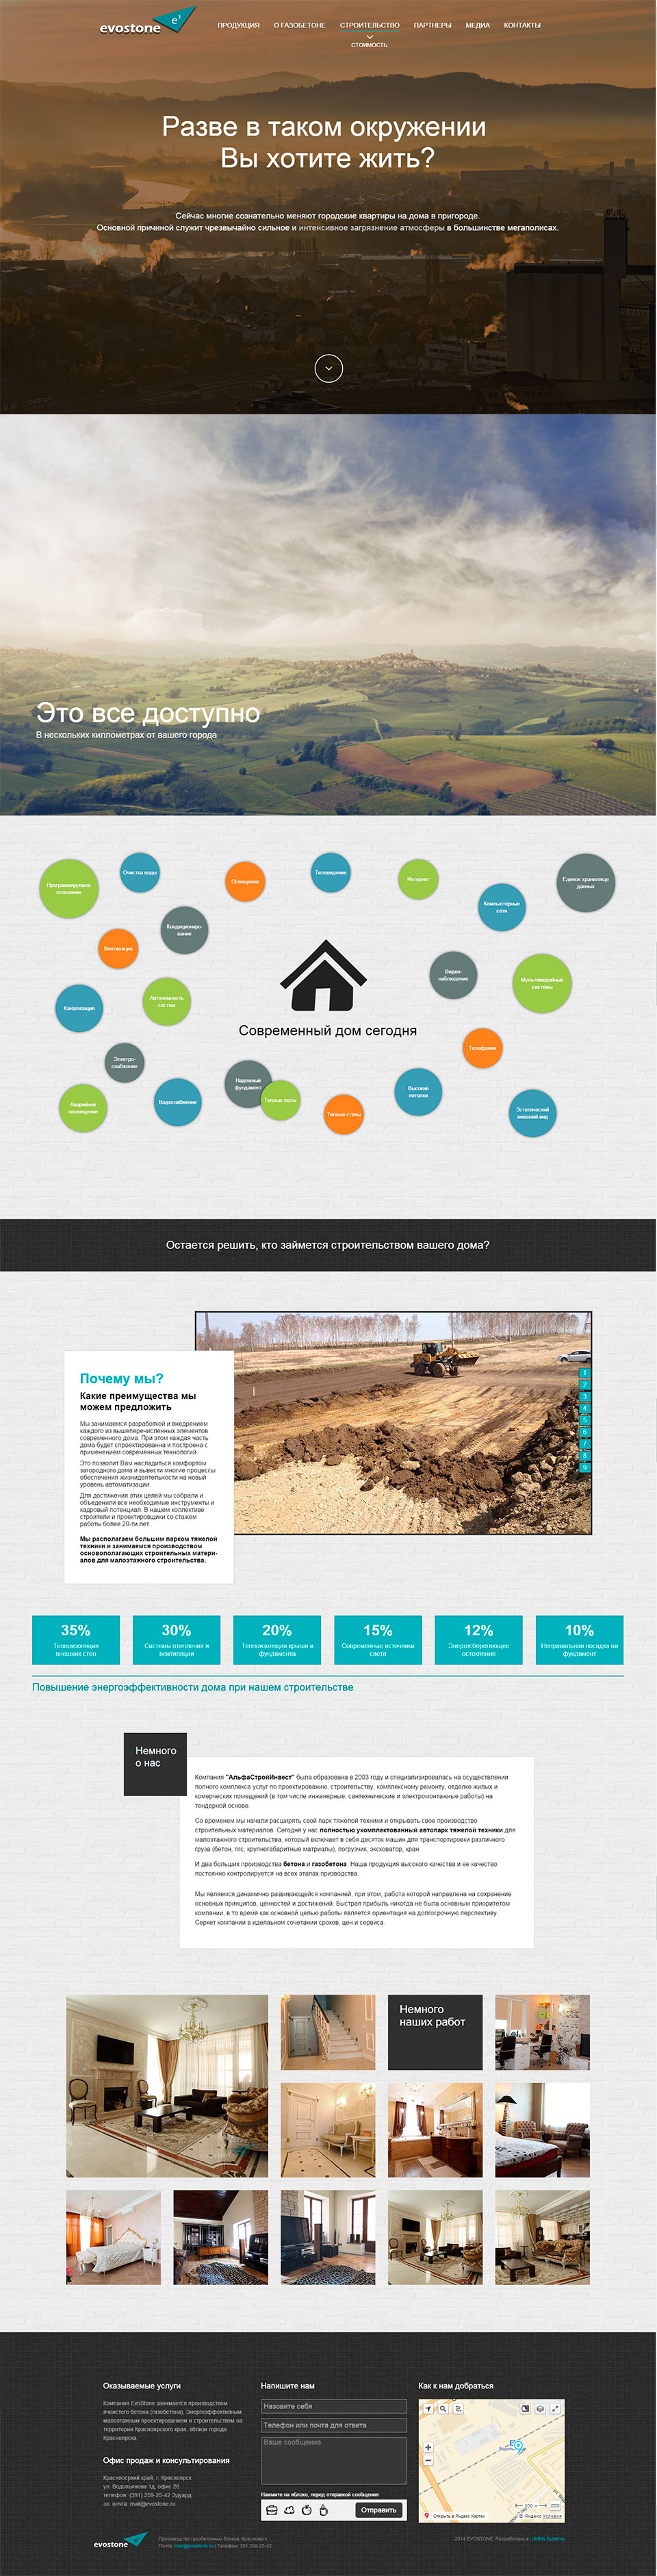 evostone
e³
ПРОДУКЦИЯ
О ГАЗОБЕТОНЕ
СТРОИТЕЛЬСТВО
ПАРТНЕРЫ
МЕДИА
КОНТАКТЫ
СТОИМОСТЬ
Разве в таком окружении
Вы хотите жить?
Сейчас многие сознательно меняют городские квартиры на дома в пригороде.
Основной причиной служит чрезвычайно сильное и интенсивное загрязнение атмосферы в большинстве мегаполисах.
Это все доступно
В нескольких киллометрах от вашего города
Программируемое
отопление
Очистка воды
Освещение
Телевидение
Интернет
Компьютерные
сети
Единое хранилище
данных
Кондициониро-
вание
Вентиляция
Видео-
наблюдение
Мультимедийные
системы
Канализация
Автономность
систем
Современный дом сегодня
Телефония
Электро-
снабжение
Надежный
фундамент
Теплые полы
Высокие
потолки
Аварийное
оповещение
Водоснабжение
Теплые стены
Эстетический
внешний вид
Остается решить, кто займется строительством вашего дома?
Почему мы?
Какие преимущества мы
можем предложить
Мы занимаемся разработкой и внедрением
каждого из вышеперечисленных элементов
современного дома. При этом каждая часть
дома будет спроектированна и построена с
применением современных технологий.
Это позволит Вам насладиться комфортом
загородного дома и вывести многие процессы
обеспечения жизнидеятельности на новый
уровень автоматизации.
Для достижения этих целей мы собрали и
объеденили все необходимые инструменты и
кадровый потенциал. В нашем коллективе
строители и проектировщики со стажем
работы более 20-ти лет.
Мы располагаем большим парком тяжелой
техники и занимаемся производством
основополагающих строительных матери-
алов для малоэтажного строительства.
1
2
3
4
5
6
7
8
9
35%
Теплоизоляция
внешних стен
30%
Системы отопления и
вентиляции
20%
Теплоизоляция крыши и
фундамента
15%
Современные источники
света
12%
Энергосберегающее
остекление
10%
Неправильная посадка на
фундамент
Повышение энергоэффективности дома при нашем строительстве
Немного
о нас
Компания "АльфаСтройИнвест" была образована в 2003 году и специализировалась на осуществлении
полного комплекса услуг по проектированию, строительству, комплексному ремонту, отделке жилых и
комерческих помещений (в том числе инженерные, сантехнические и электромонтажные работы) на
тендерной основе.
Со временем мы начали расширять свой парк тяжелой техники и открывать свое производство
строительных материалов. Сегодня у нас полностью укомплектованный автопарк тяжелой техники для
малоэтажного строительства, который включает в себя десяток машин для транспортировки различного
груза (бетон, пгс, крупногабаритные матриалы), погрузчик, экскаватор, кран.
И два больших производства бетона и газобетона. Наша продукция высокого качества и ее качество
постоянно контролируется на всех этапах призводства.
Мы являемся динамично развивающейся компанией, при этом, работа которой направлена на сохранение
основных принципов, ценностей и достижений. Быстрая прибыль никогда не была основным приоритетом
компании, в то время как основной целью работы является ориентация на долгосрочную перспективу.
Серкет компании в идеальном сочетании сроков, цен и сервиса.
Немного
наших работ
Оказываемые услуги
Компания EvoStone занимается производством
ячеистого бетона (газобетона). Энергоэффективным
малоэтажным проектированием и строительством на
территории Красноярского края, вблизи города
Красноярска.
Офис продаж и консультирования
Красноярский край, г. Красноярск
ул. Водопьянова 1д, офис 26.
телефон: (391) 259-25-42 Эдуард
эл. почта: mail@evostone.ru
Напишите нам
Назовите себя
Телефон или почта для ответа
Ваше сообщение
Нажмите на яблоко, перед отправкой сообщения
Отправить
Как к нам добраться
200 м
Открыть в Яндекс.Картах
© Яндекс Условия
evostone
Производство газобетонных блоков, Красноярск
Почта: mail@evostone.ru | Телефон: 391 259-25-42
2014 EVOSTONE. Разработано в Lifelink Systems